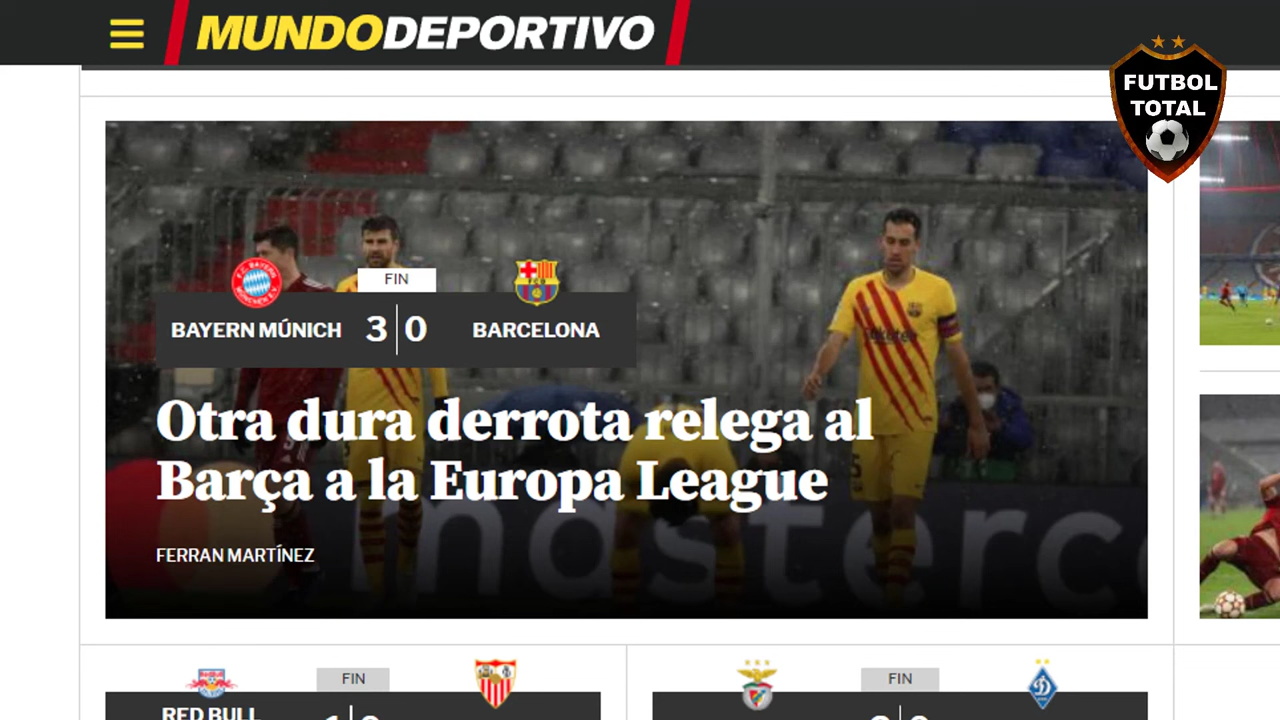 MUNDODEPORTIVO
FUTBOL
TOTAL
FIN
BAYERN MÚNICH 3 0 BARCELONA
Otra dura derrota relega al
Barça a la Europa League
FERRAN MARTÍNEZ
masterc
FIN
FIN
RED BULL